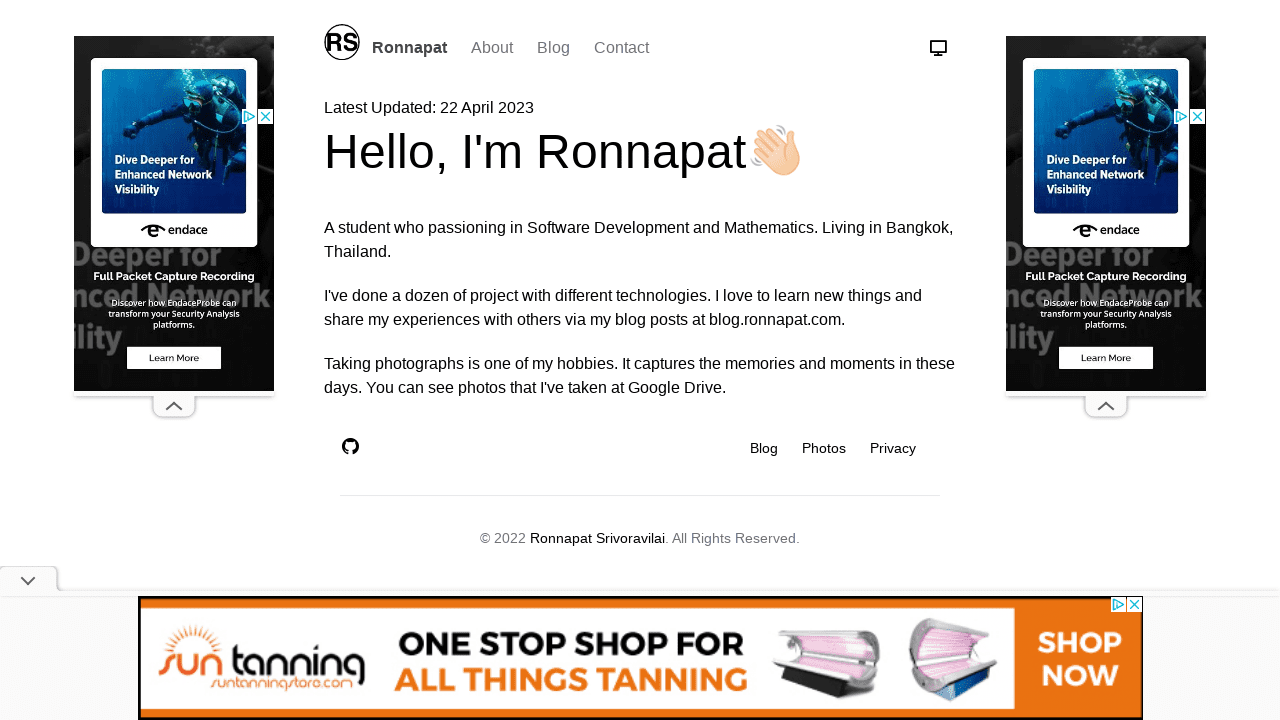 RS
Ronnapat About Blog Contact
Latest Updated: 22 April 2023
Hello, I'm Ronnapat
A student who passioning in Software Development and Mathematics. Living in Bangkok,
Thailand.
I've done a dozen of project with different technologies. I love to learn new things and
share my experiences with others via my blog posts at blog.ronnapat.com.
Taking photographs is one of my hobbies. It captures the memories and moments in these
days. You can see photos that I've taken at Google Drive.
Blog Photos Privacy
© 2022 Ronnapat Srivoravilai. All Rights Reserved.
Dive Deeper for
Enhanced Network
Visibility
endace
Full Packet Capture Recording
Discover how EndaceProbe can
transform your Security Analysis
platforms.
Learn More
Dive Deeper for
Enhanced Network
Visibility
endace
Full Packet Capture Recording
Discover how EndaceProbe can
transform your Security Analysis
platforms.
Learn More
sun tanning
suntanningstore.com
ONE STOP SHOP FOR
ALL THINGS TANNING
SHOP
NOW